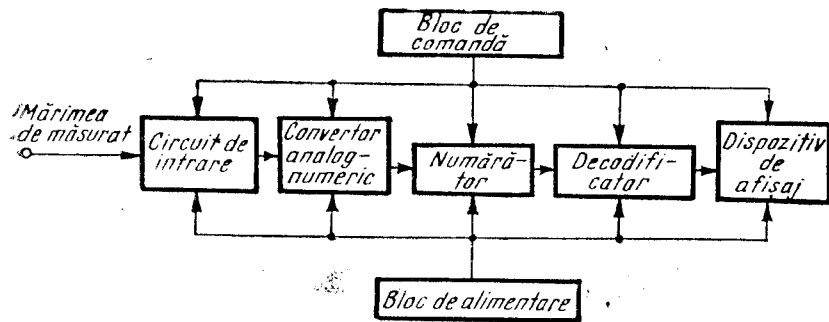 Bloc de
comandă
Mărimea
de măsurat
Circuit de
intrare
Convertor
analog-
numeric
Numără-
tor
Decodifi-
cator
Dispozitiv
de
afișaj
Bloc de alimentare